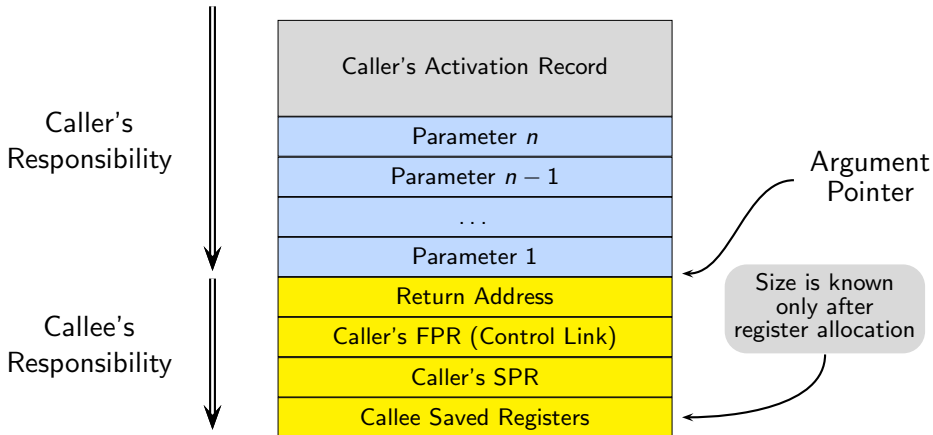 Caller's Activation Record
Caller's
Responsibility
Parameter n
Parameter n − 1
. . .
Parameter 1
Argument
Pointer
Callee's
Responsibility
Return Address
Caller's FPR (Control Link)
Caller's SPR
Callee Saved Registers
Size is known
only after
register allocation